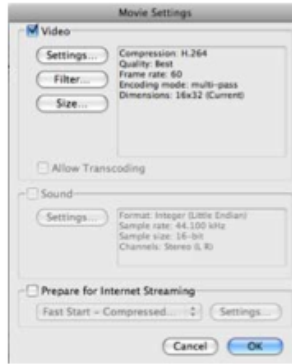 Movie Settings
Video
Settings...
Filter...
Size...
Compression: H.264
Quality: Best
Frame rate: 60
Encoding mode: multi-pass
Dimensions: 16x32 (Current)
Allow Transcoding
Sound
Settings...
Format: Integer (Little Endian)
Sample rate: 44.100 kHz
Sample size: 16-bit
Channels: Stereo (L R)
Prepare for Internet Streaming
Fast Start - Compressed...
Settings...
Cancel
OK